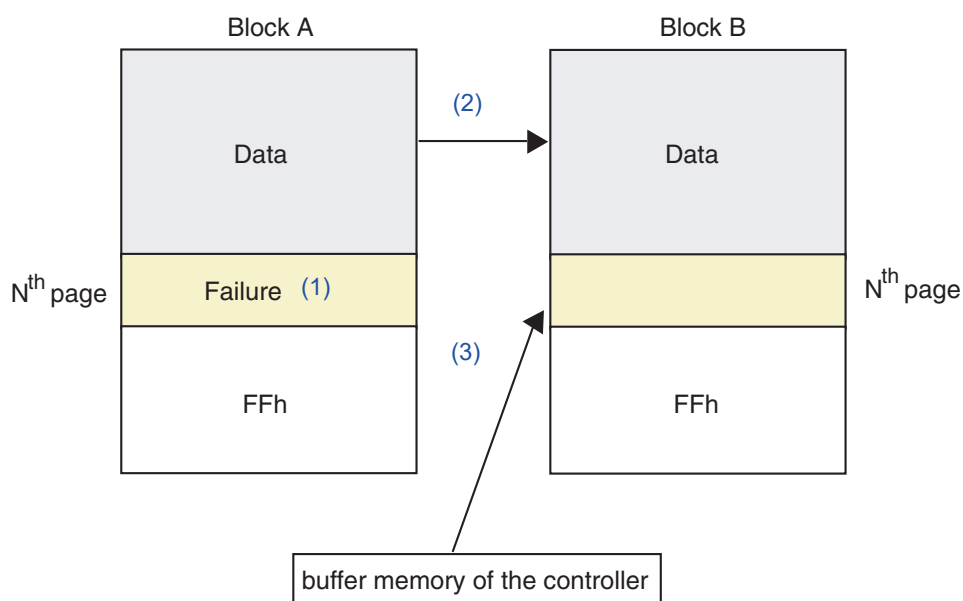 Block A
Block B
(2)
Data
Data
Nth page
Failure (1)
Nth page
(3)
FFh
FFh
buffer memory of the controller